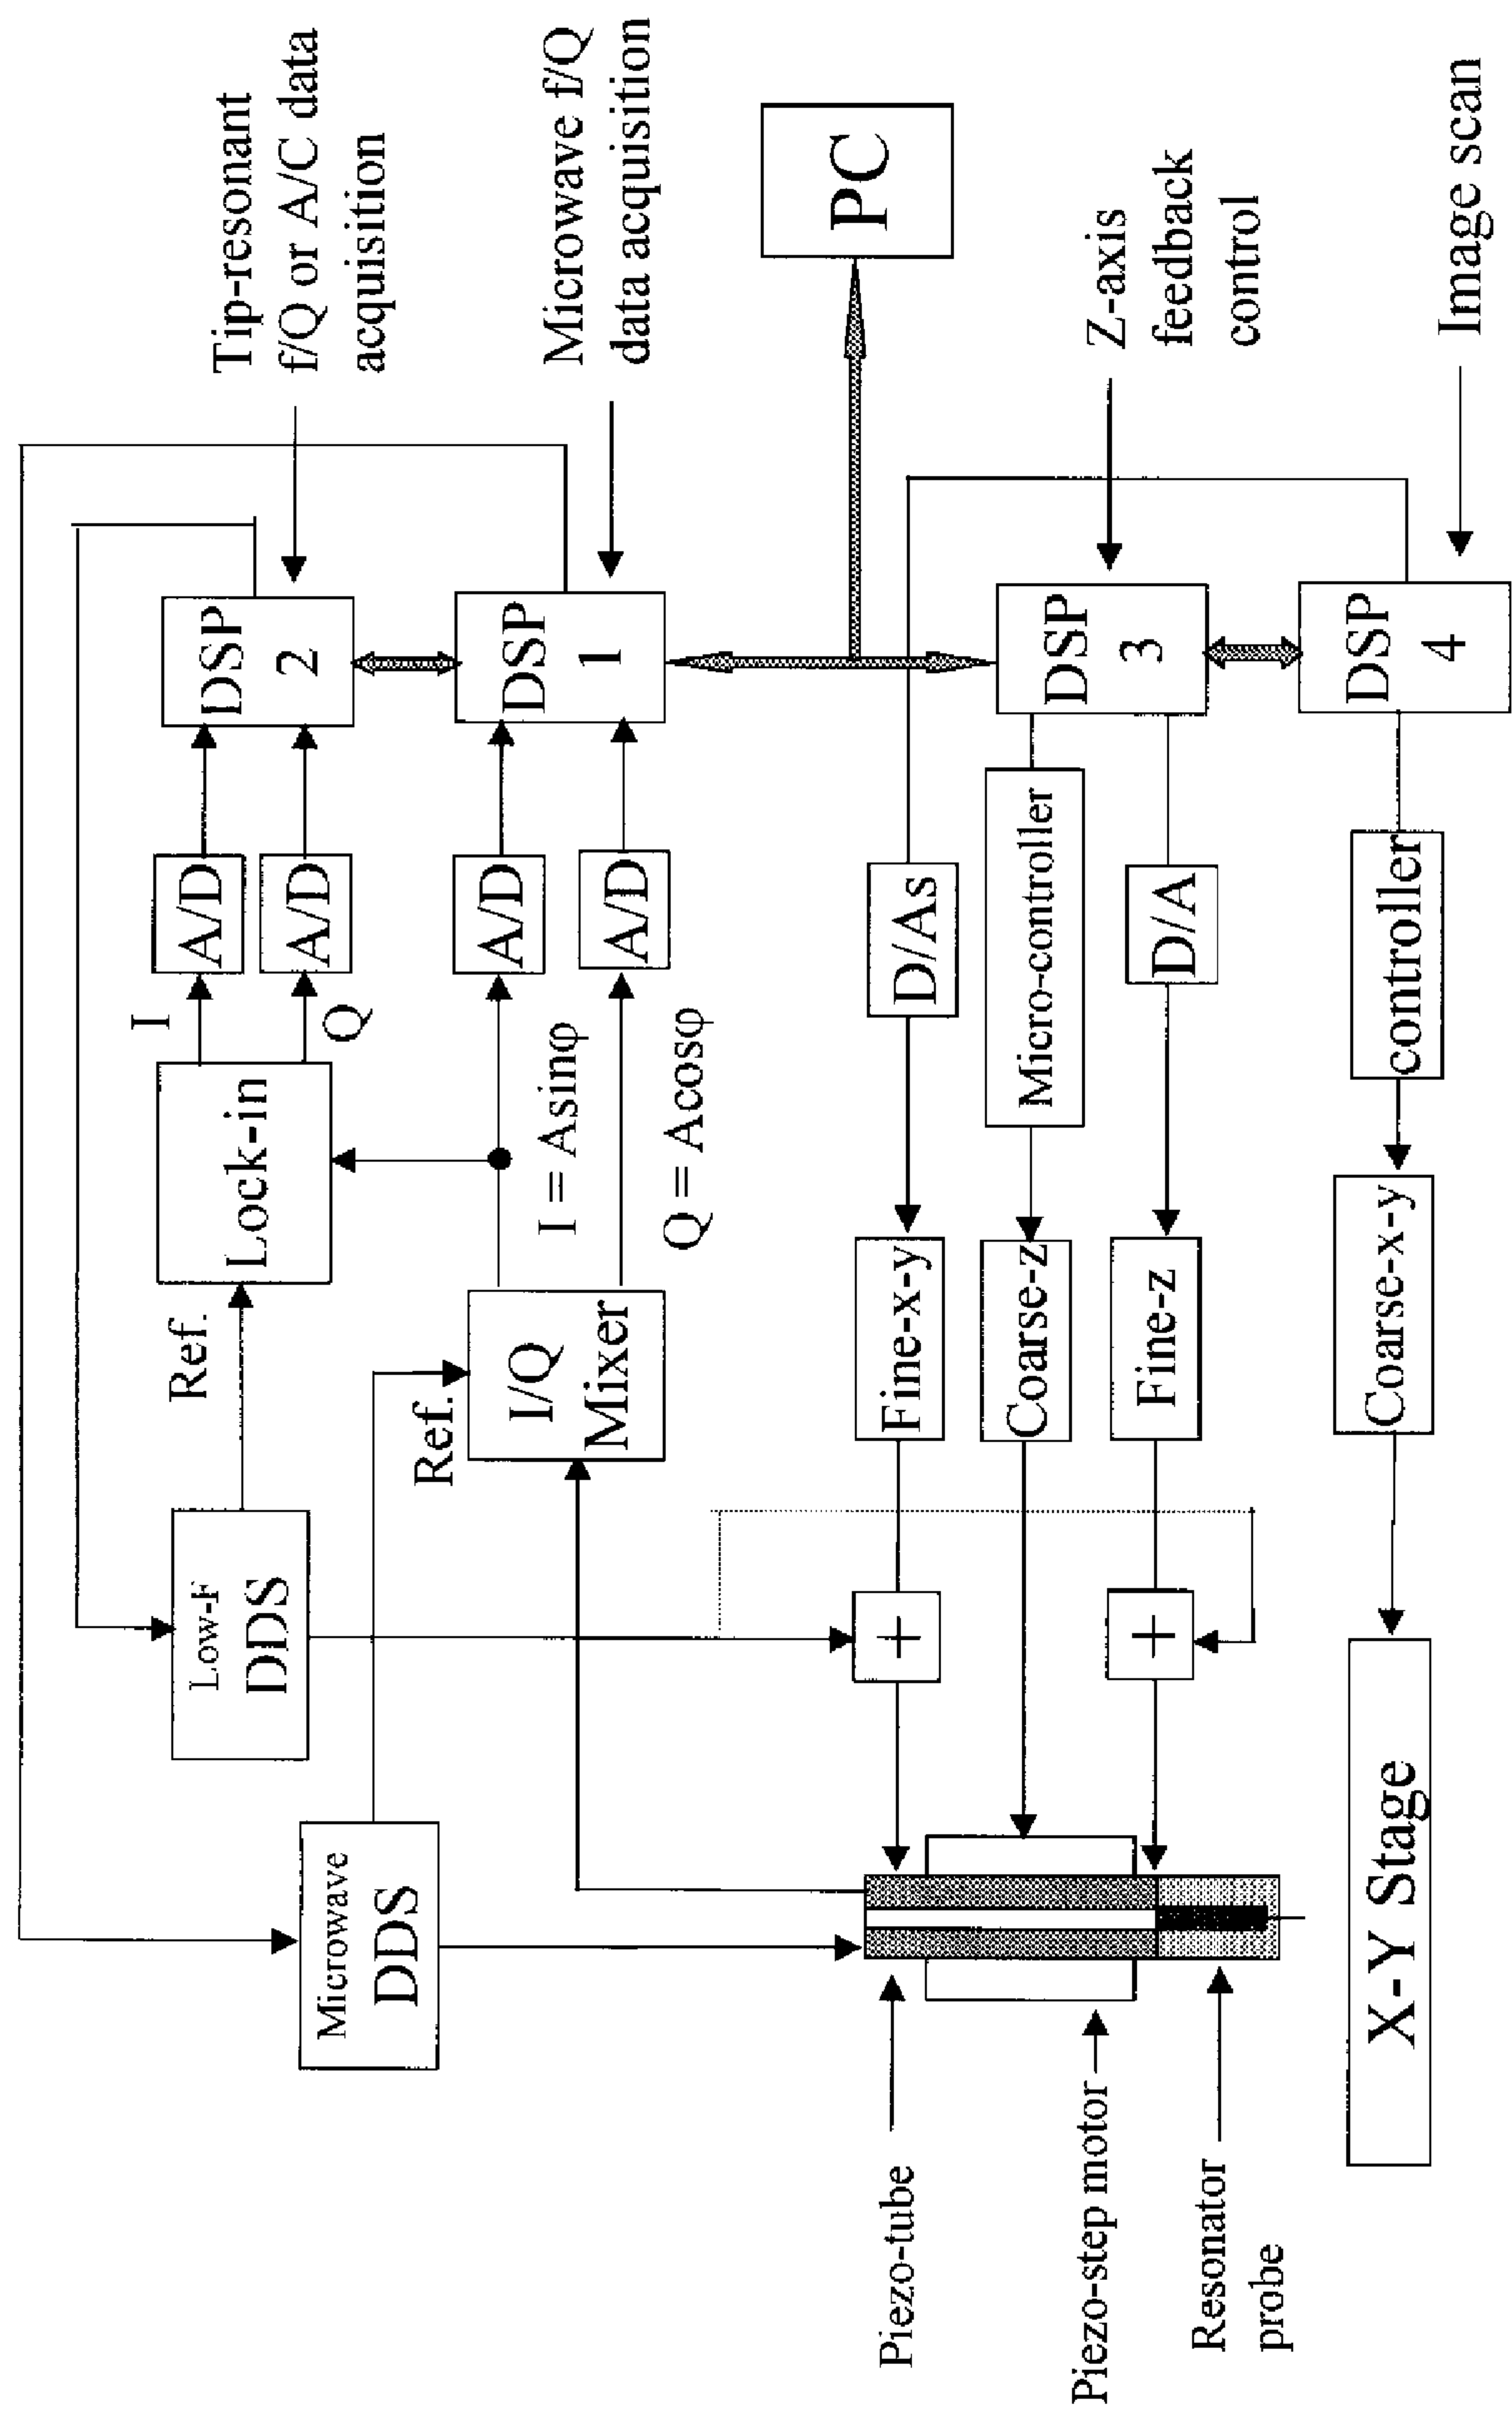 Tip-resonant
f/Q or A/C data
acquisition
Microwave f/Q
data acquisition
PC
Z-axis
feedback
control
Image scan
DSP
2
DSP
1
DSP
3
DSP
4
A/D
A/D
A/D
A/D
D/As
Micro-controller
D/A
controller
I
Q
I = Asinφ
Q = Acosφ
Lock-in
Ref.
I/Q
Mixer
Ref.
Fine-x-y
Coarse-z
Fine-z
Coarse-x-y
Low-F
DDS
+
+
Microwave
DDS
X-Y Stage
Piezo-tube
Piezo-step motor
Resonator
probe